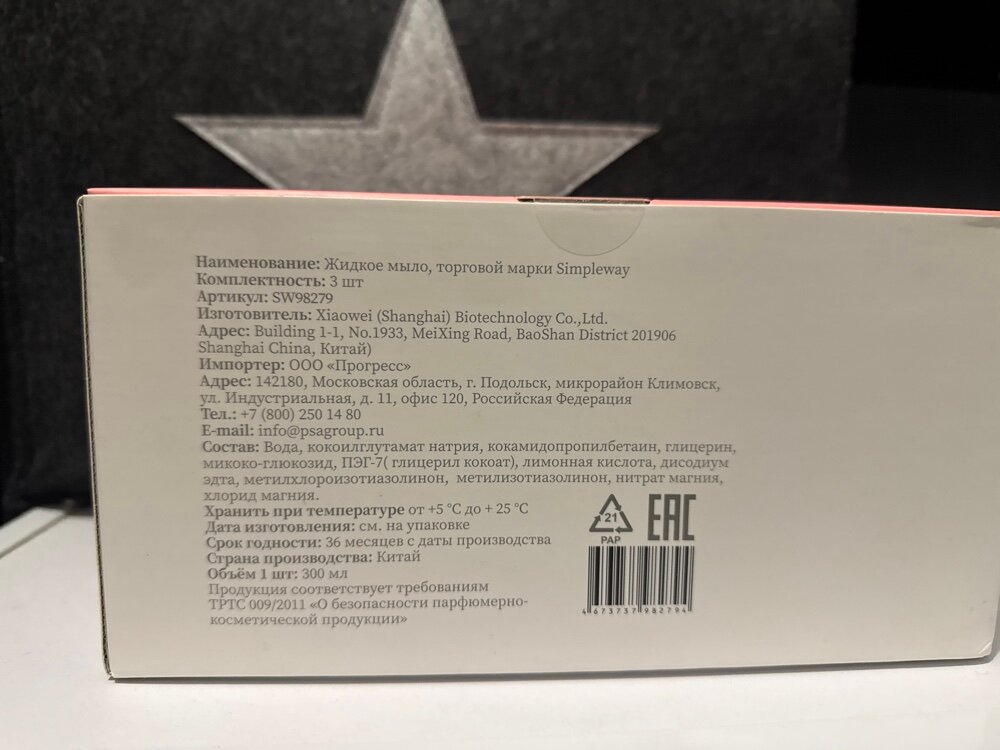 Наименование: Жидкое мыло, торговой марки Simpleway
Комплектность: 3 шт
Артикул: SW98279
Изготовитель: Xiaowei (Shanghai) Biotechnology Co.,Ltd.
Адрес: Building 1-1, No.1933, MeiXing Road, BaoShan District 201906
Shanghai China, Китай)
Импортер: ООО «Прогресс»
Адрес: 142180, Московская область, г. Подольск, микрорайон Климовск,
ул. Индустриальная, д. 11, офис 120, Российская Федерация
Тел.: +7 (800) 250 14 80
E-mail: info@psagroup.ru
Состав: Вода, кокоилглутамат натрия, кокамидопропилбетаин, глицерин,
микоко-глюкозид, ПЭГ-7( глицерил кокоат), лимонная кислота, дисодиум
эдта, метилхлороизотиазолинон, метилизотиазолинон, нитрат магния,
хлорид магния.
Хранить при температуре от +5 °C до + 25 °C
Дата изготовления: см. на упаковке
Срок годности: 36 месяцев с даты производства
Страна производства: Китай
Объём 1 шт: 300 мл
Продукция соответствует требованиям
ТРТС 009/2011 «О безопасности парфюмерно-
косметической продукции»
21
PAP
EAC
4673737982794